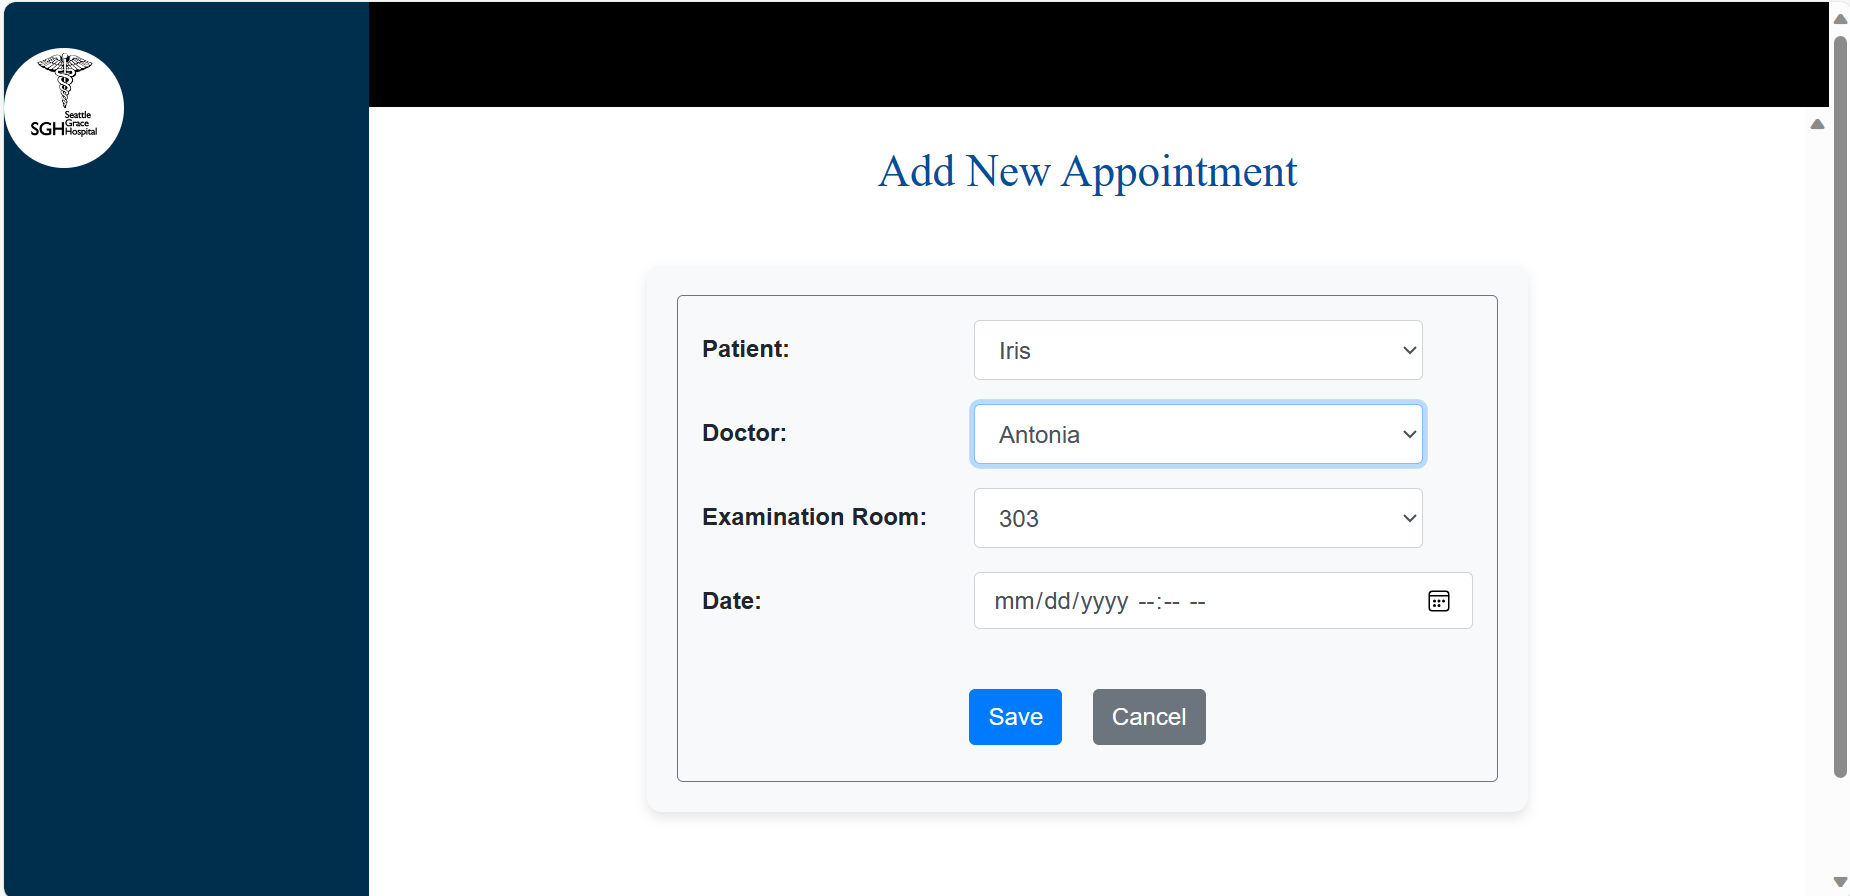 Seattle
Grace
SGH Hospital
Add New Appointment
Patient:
Iris
Doctor:
Antonia
Examination Room:
303
Date:
mm/dd/yyyy --:-- --
Save
Cancel